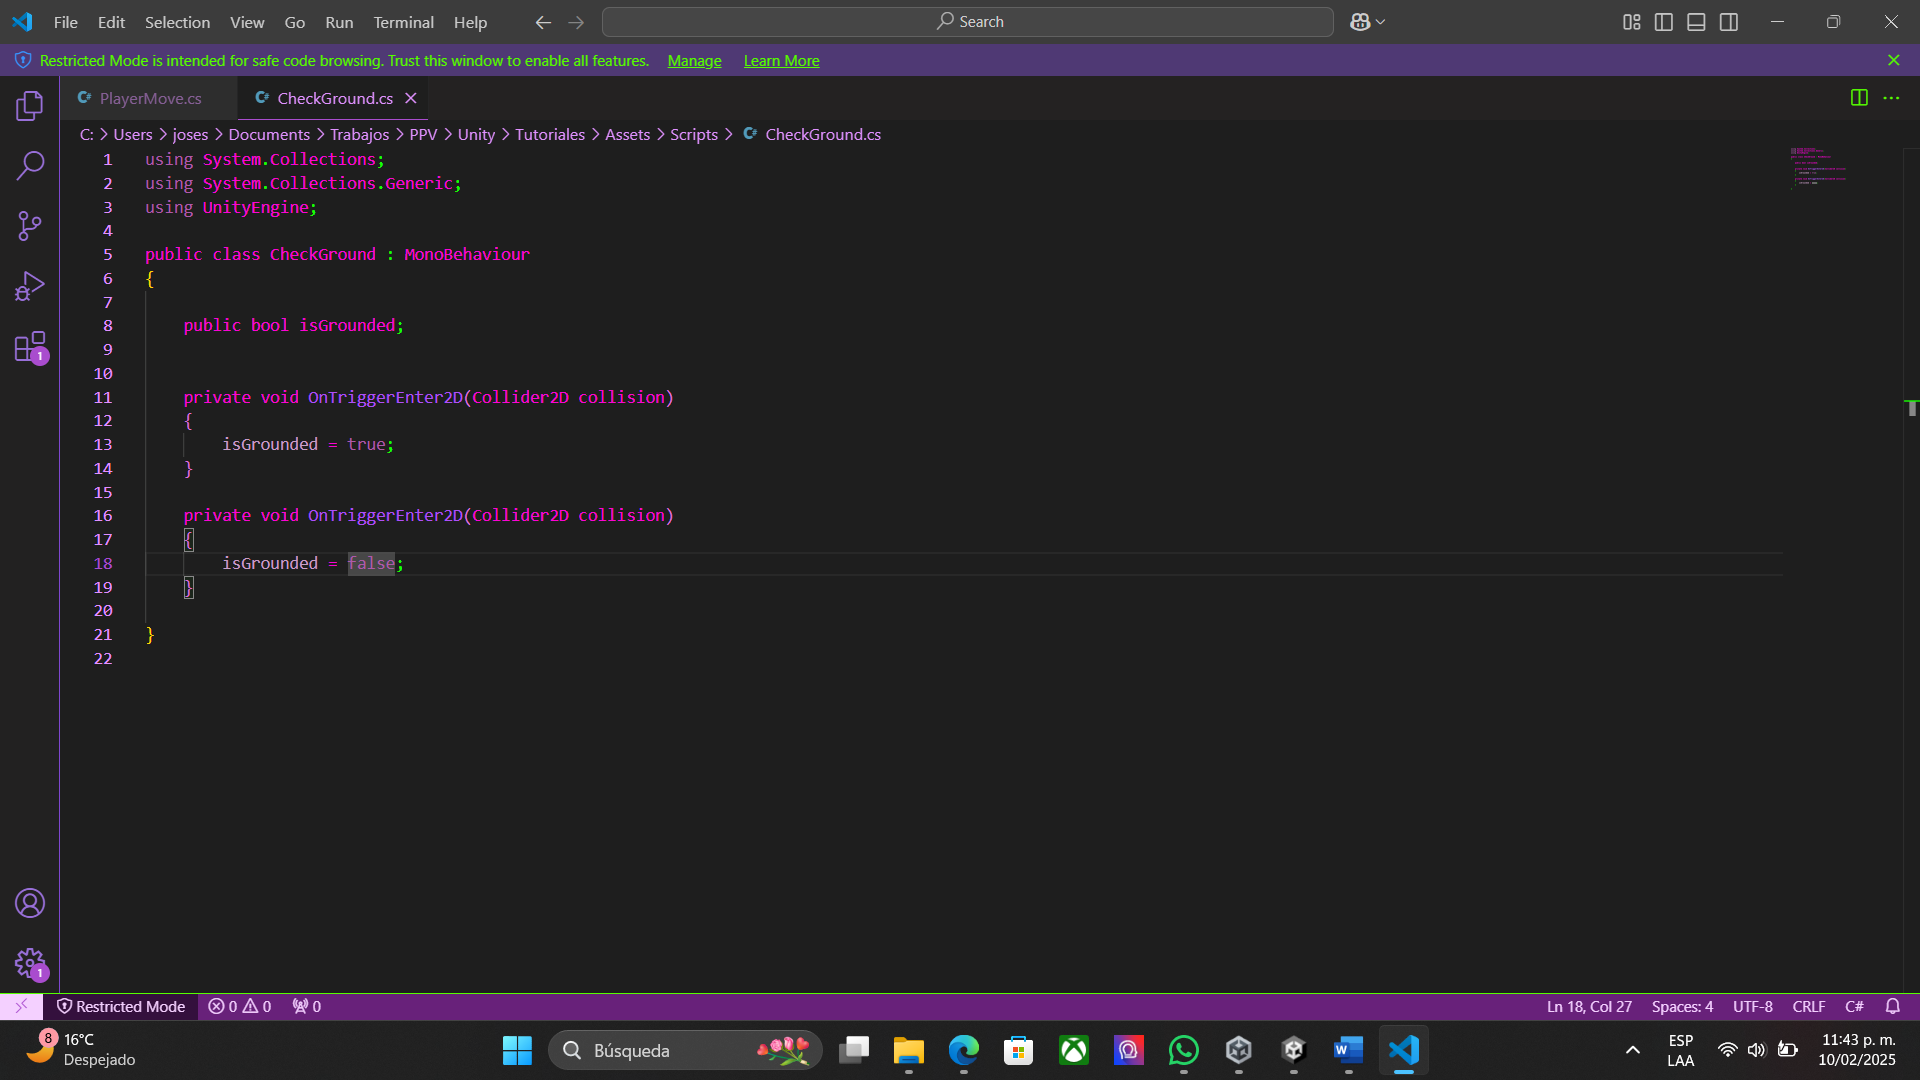 File Edit Selection View Go Run Terminal Help Search
Restricted Mode is intended for safe code browsing. Trust this window to enable all features. Manage Learn More
PlayerMove.cs CheckGround.cs
C: > Users > joses > Documents > Trabajos > PPV > Unity > Tutoriales > Assets > Scripts > CheckGround.cs
1 using System.Collections;
2 using System.Collections.Generic;
3 using UnityEngine;
4
5 public class CheckGround : MonoBehaviour
6 {
7
8 public bool isGrounded;
9
10
11 private void OnTriggerEnter2D(Collider2D collision)
12 {
13 isGrounded = true;
14 }
15
16 private void OnTriggerEnter2D(Collider2D collision)
17 {
18 isGrounded = false;
19 }
20
21 }
22
1
1
Restricted Mode 0 0 0 Ln 18, Col 27 Spaces: 4 UTF-8 CRLF C#
8 16°C
Despejado
Búsqueda
ESP
LAA
11:43 p. m.
10/02/2025